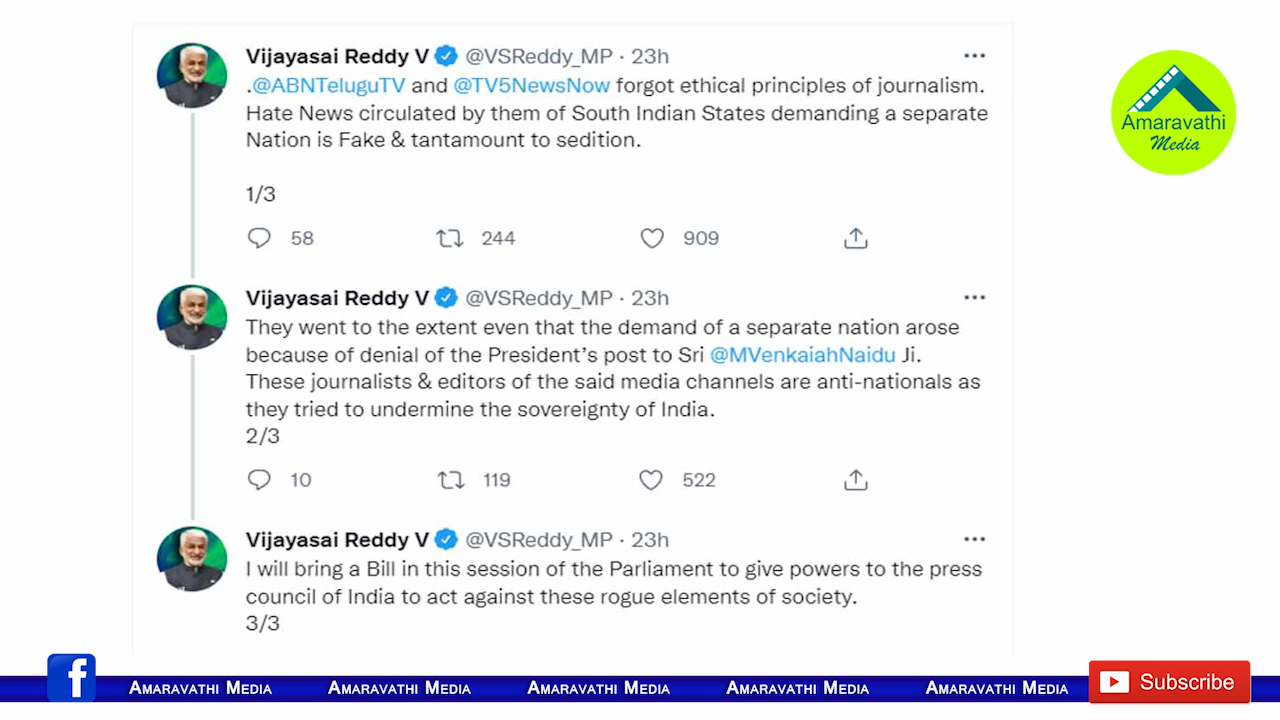 Vijayasai Reddy V @VSReddy_MP · 23h
.@ABNTeluguTV and @TV5NewsNow forgot ethical principles of journalism.
Hate News circulated by them of South Indian States demanding a separate
Nation is Fake & tantamount to sedition.
1/3
58 244 909
Vijayasai Reddy V @VSReddy_MP · 23h
They went to the extent even that the demand of a separate nation arose
because of denial of the President's post to Sri @MVenkaiahNaidu Ji.
These journalists & editors of the said media channels are anti-nationals as
they tried to undermine the sovereignty of India.
2/3
10 119 522
Vijayasai Reddy V @VSReddy_MP · 23h
I will bring a Bill in this session of the Parliament to give powers to the press
council of India to act against these rogue elements of society.
3/3
Amaravathi
Media
f Amaravathi Media Amaravathi Media Amaravathi Media Amaravathi Media Amaravathi Media Subscribe